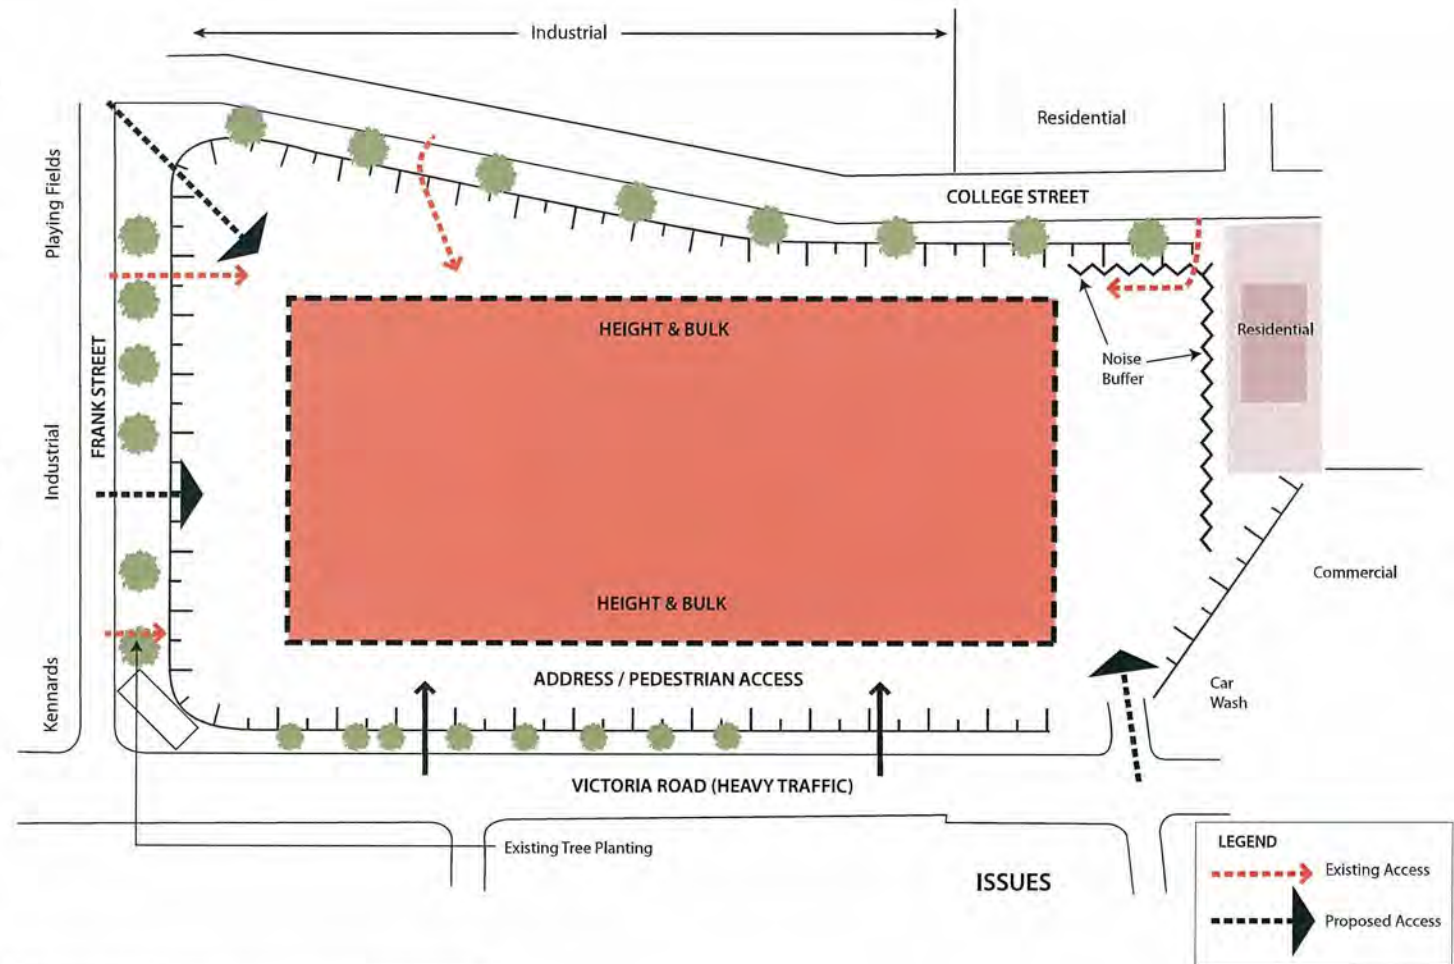 Industrial
Residential
Playing Fields
COLLEGE STREET
HEIGHT & BULK
Residential
Noise
Buffer
FRANK STREET
Industrial
HEIGHT & BULK
Commercial
ADDRESS / PEDESTRIAN ACCESS
Kennards
Car
Wash
VICTORIA ROAD (HEAVY TRAFFIC)
Existing Tree Planting
ISSUES
LEGEND
Existing Access
Proposed Access